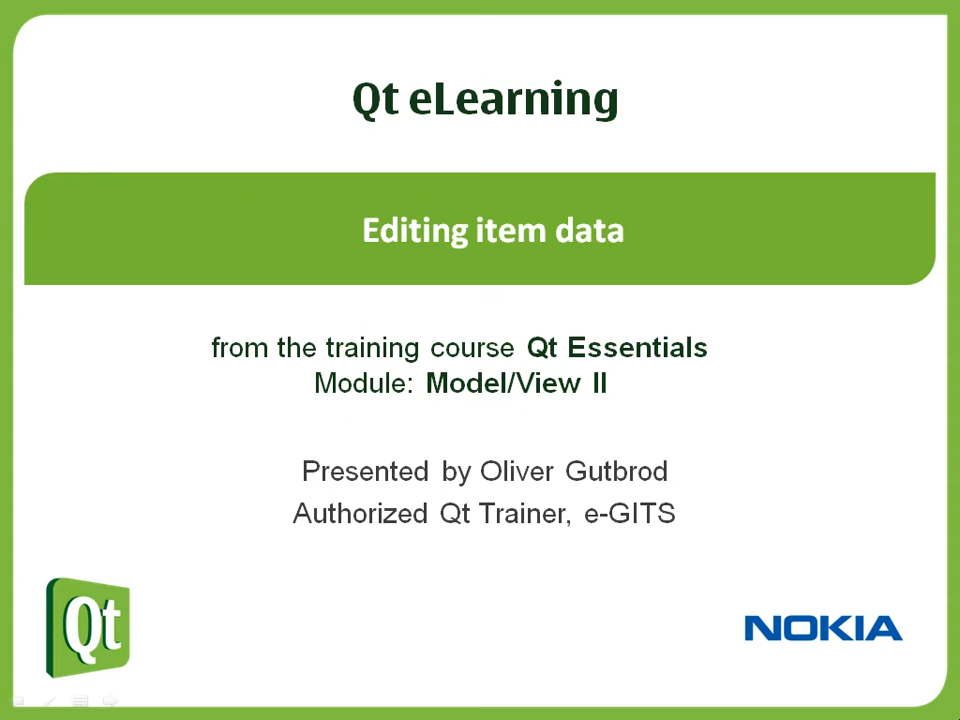 Qt eLearning
Editing item data
from the training course Qt Essentials
Module: Model/View II
Presented by Oliver Gutbrod
Authorized Qt Trainer, e-GITS
Qt
NOKIA